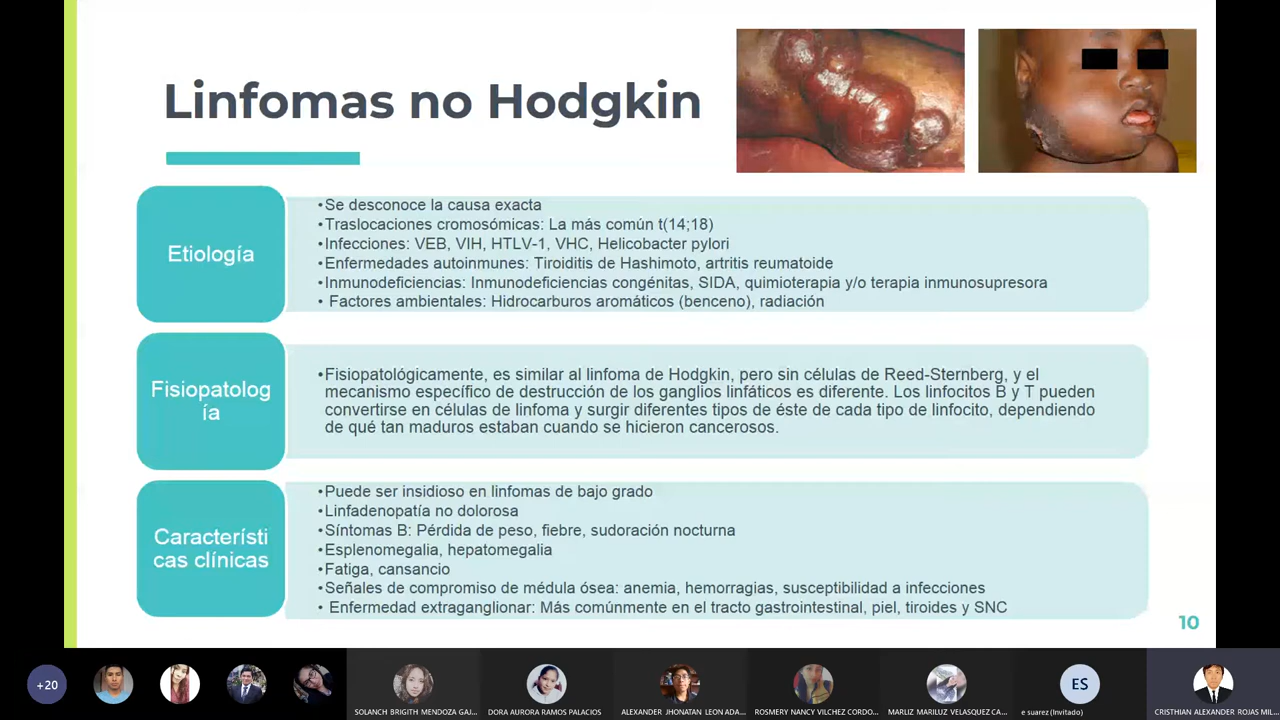 Linfomas no Hodgkin
Etiología
•Se desconoce la causa exacta
•Traslocaciones cromosómicas: La más común t(14;18)
•Infecciones: VEB, VIH, HTLV-1, VHC, Helicobacter pylori
•Enfermedades autoinmunes: Tiroiditis de Hashimoto, artritis reumatoide
•Inmunodeficiencias: Inmunodeficiencias congénitas, SIDA, quimioterapia y/o terapia inmunosupresora
• Factores ambientales: Hidrocarburos aromáticos (benceno), radiación
Fisiopatolog
ía
•Fisiopatológicamente, es similar al linfoma de Hodgkin, pero sin células de Reed-Sternberg, y el
mecanismo específico de destrucción de los ganglios linfáticos es diferente. Los linfocitos B y T pueden
convertirse en células de linfoma y surgir diferentes tipos de éste de cada tipo de linfocito, dependiendo
de qué tan maduros estaban cuando se hicieron cancerosos.
Característi
cas clínicas
•Puede ser insidioso en linfomas de bajo grado
•Linfadenopatía no dolorosa
•Síntomas B: Pérdida de peso, fiebre, sudoración nocturna
•Esplenomegalia, hepatomegalia
•Fatiga, cansancio
•Señales de compromiso de médula ósea: anemia, hemorragias, susceptibilidad a infecciones
• Enfermedad extraganglionar: Más comúnmente en el tracto gastrointestinal, piel, tiroides y SNC
10
+20
SOLANCH BRIGITH MENDOZA GAJ...
DORA AURORA RAMOS PALACIOS
ALEXANDER JHONATAN LEON ADA...
ROSMERY NANCY VILCHEZ CORDO...
MARLIZ MARILUZ VELASQUEZ CA...
ES
e suarez (Invitado)
CRISTHIAN ALEXANDER ROJAS MIL...